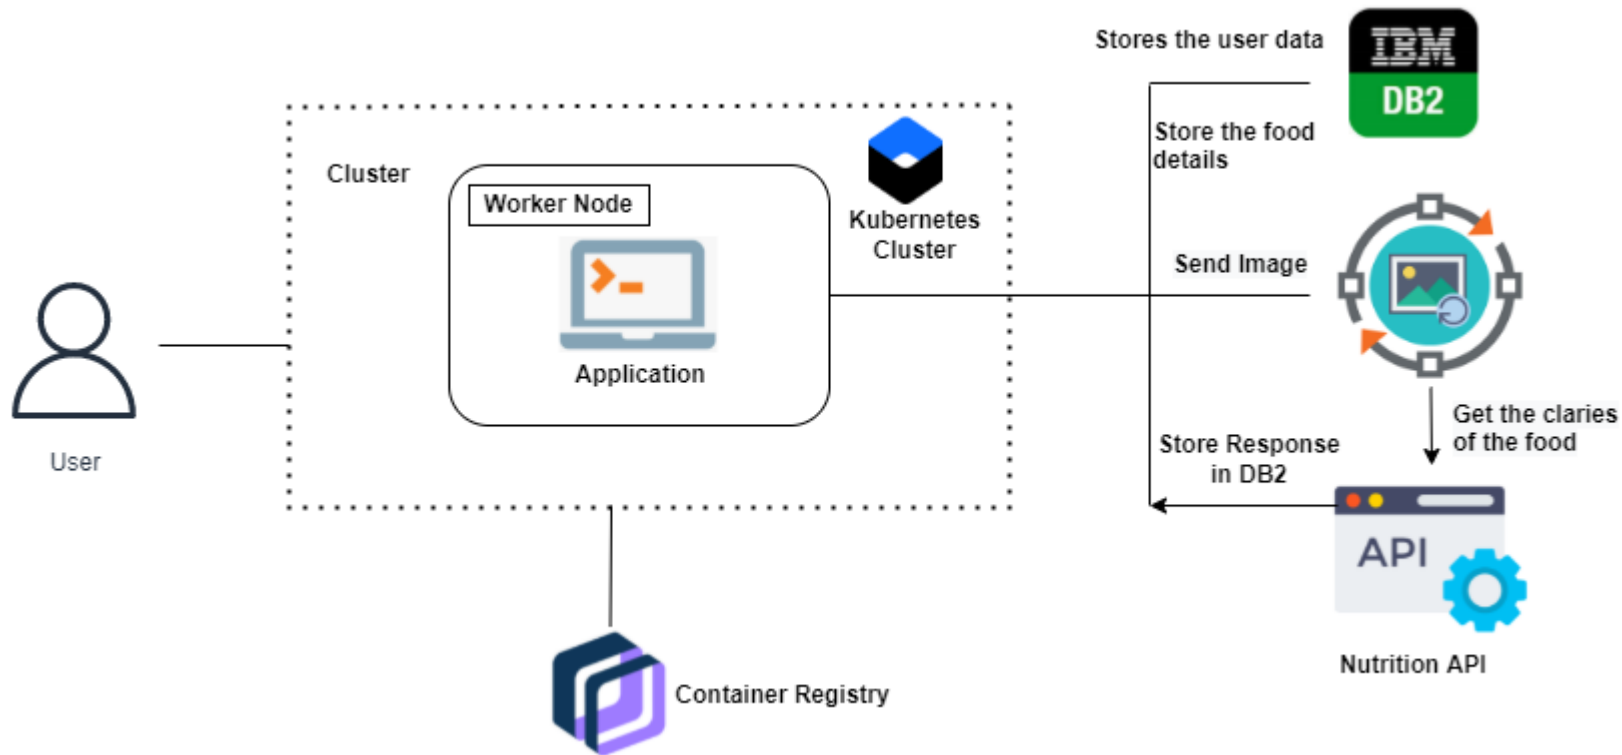 Stores the user data
IBM
DB2
Store the food
details
Cluster
Worker Node
Kubernetes
Cluster
Send Image
Application
User
Get the claries
of the food
Store Response
in DB2
API
Nutrition API
Container Registry